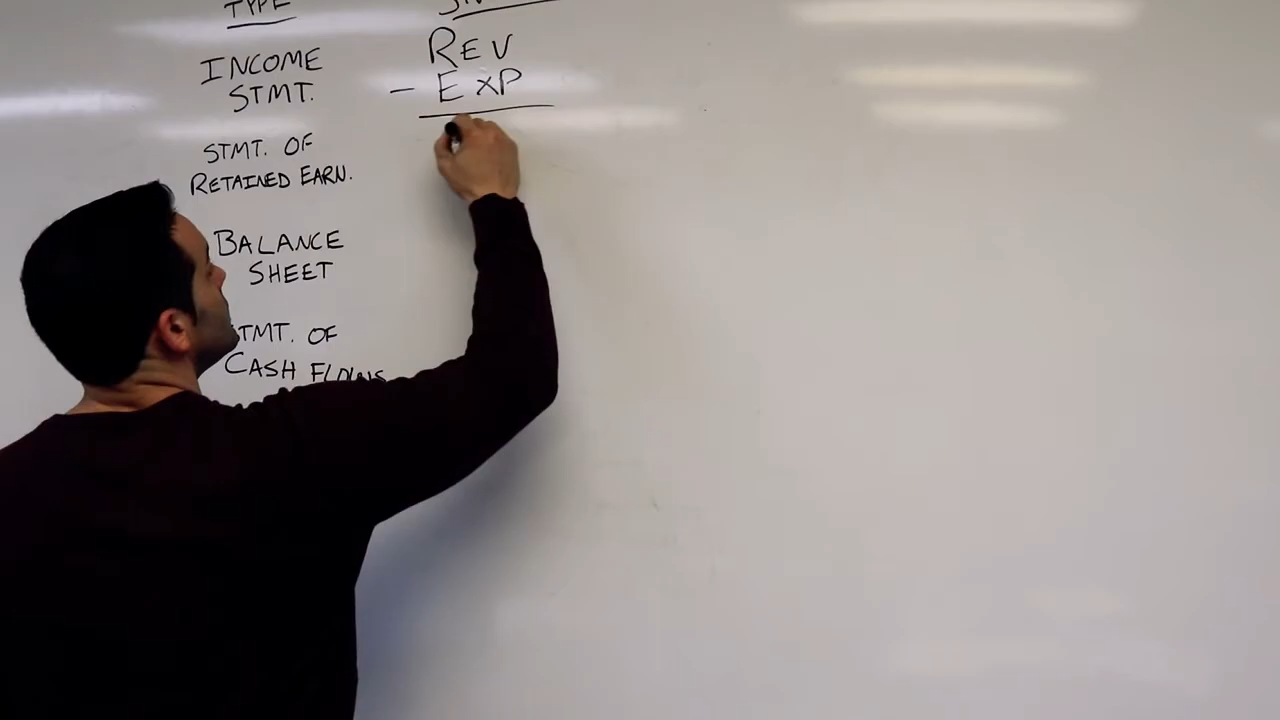 TYPE
INCOME
STMT.
Rev
- EXP
STMT. OF
RETAINED EARN.
BALANCE
SHEET
TMT. OF
CASH FLOWS